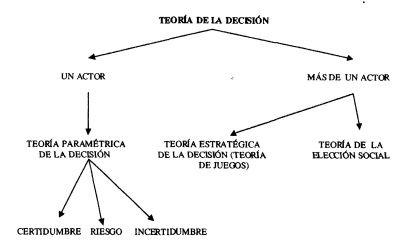 TEORÍA DE LA DECISIÓN
UN ACTOR
MÁS DE UN ACTOR
TEORÍA PARAMÉTRICA
DE LA DECISIÓN
TEORÍA ESTRATÉGICA
DE LA DECISIÓN (TEORÍA
DE JUEGOS)
TEORÍA DE LA
ELECCIÓN SOCIAL
CERTIDUMBRE RIESGO INCERTIDUMBRE